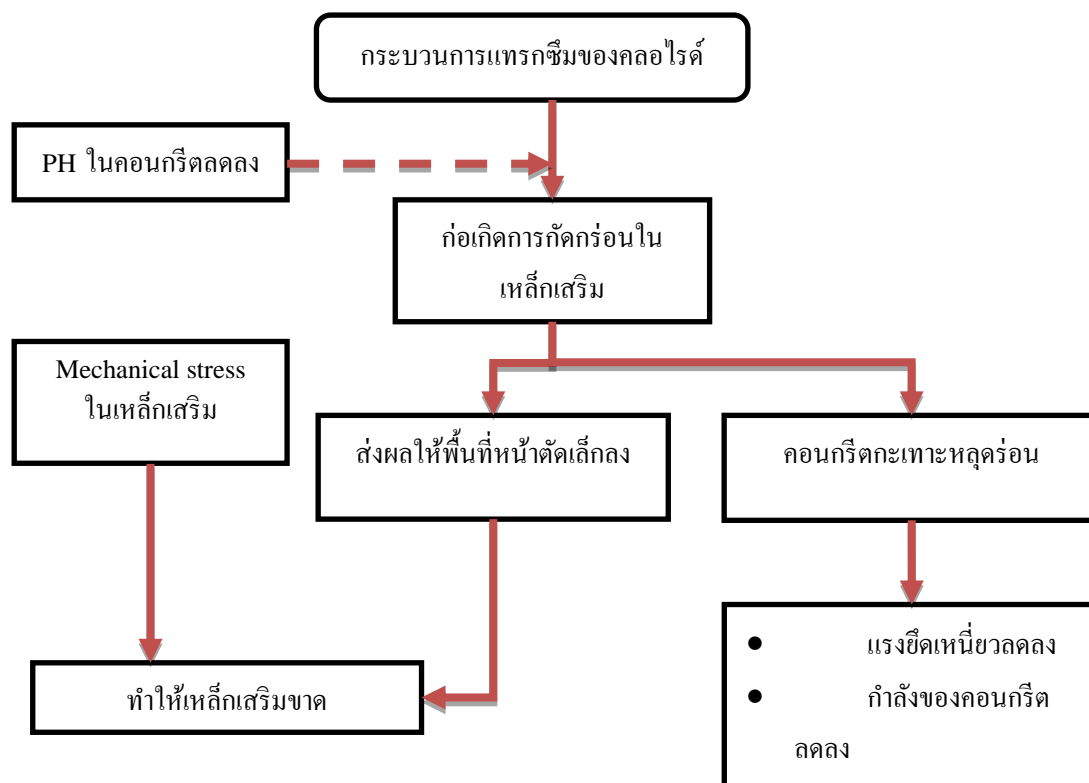 กระบวนการแทรกซึมของคลอไรด์
PH ในคอนกรีตลดลง
ก่อเกิดการกัดกร่อนใน
เหล็กเสริม
Mechanical stress
ในเหล็กเสริม
ส่งผลให้พื้นที่หน้าตัดเล็กลง
คอนกรีตกะเทาะหลุดร่อน
ทำให้เหล็กเสริมขาด
● แรงยึดเหนี่ยวลดลง
● กำลังของคอนกรีต
ลดลง